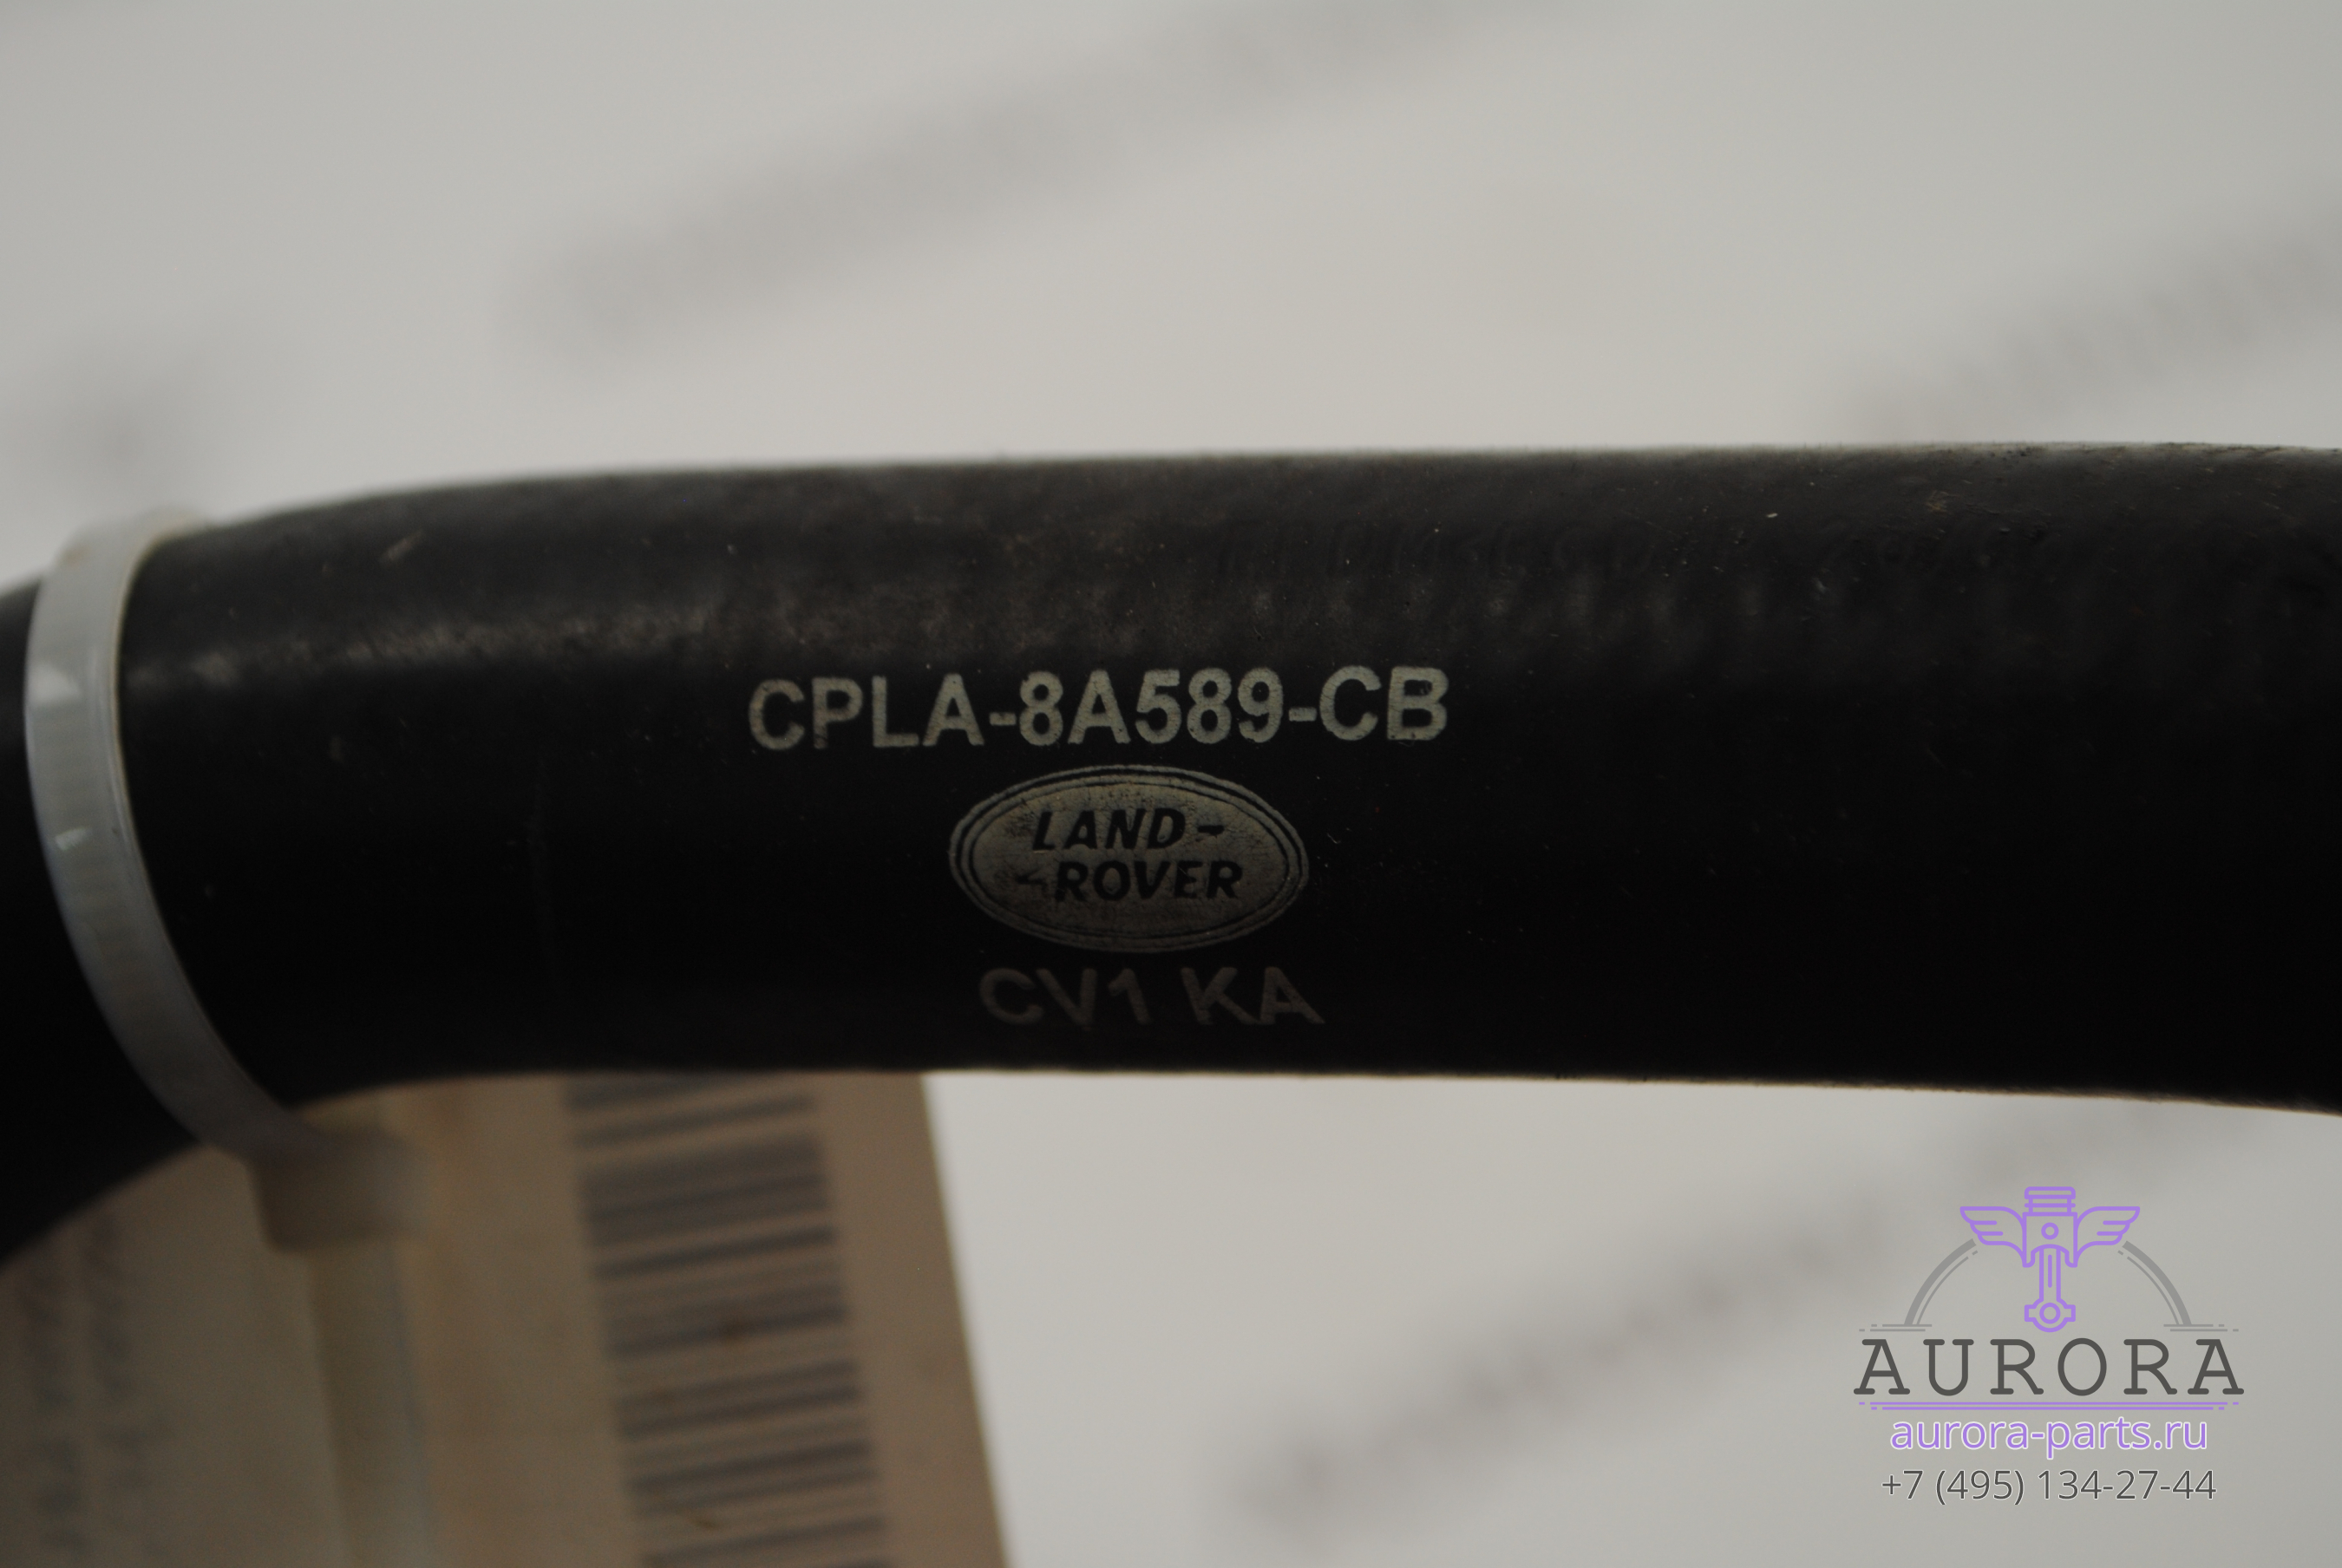 CPLA-8A589-CB
LAND-
-ROVER
CV1 KA
AURORA
aurora-parts.ru
+7 (495) 134-27-44